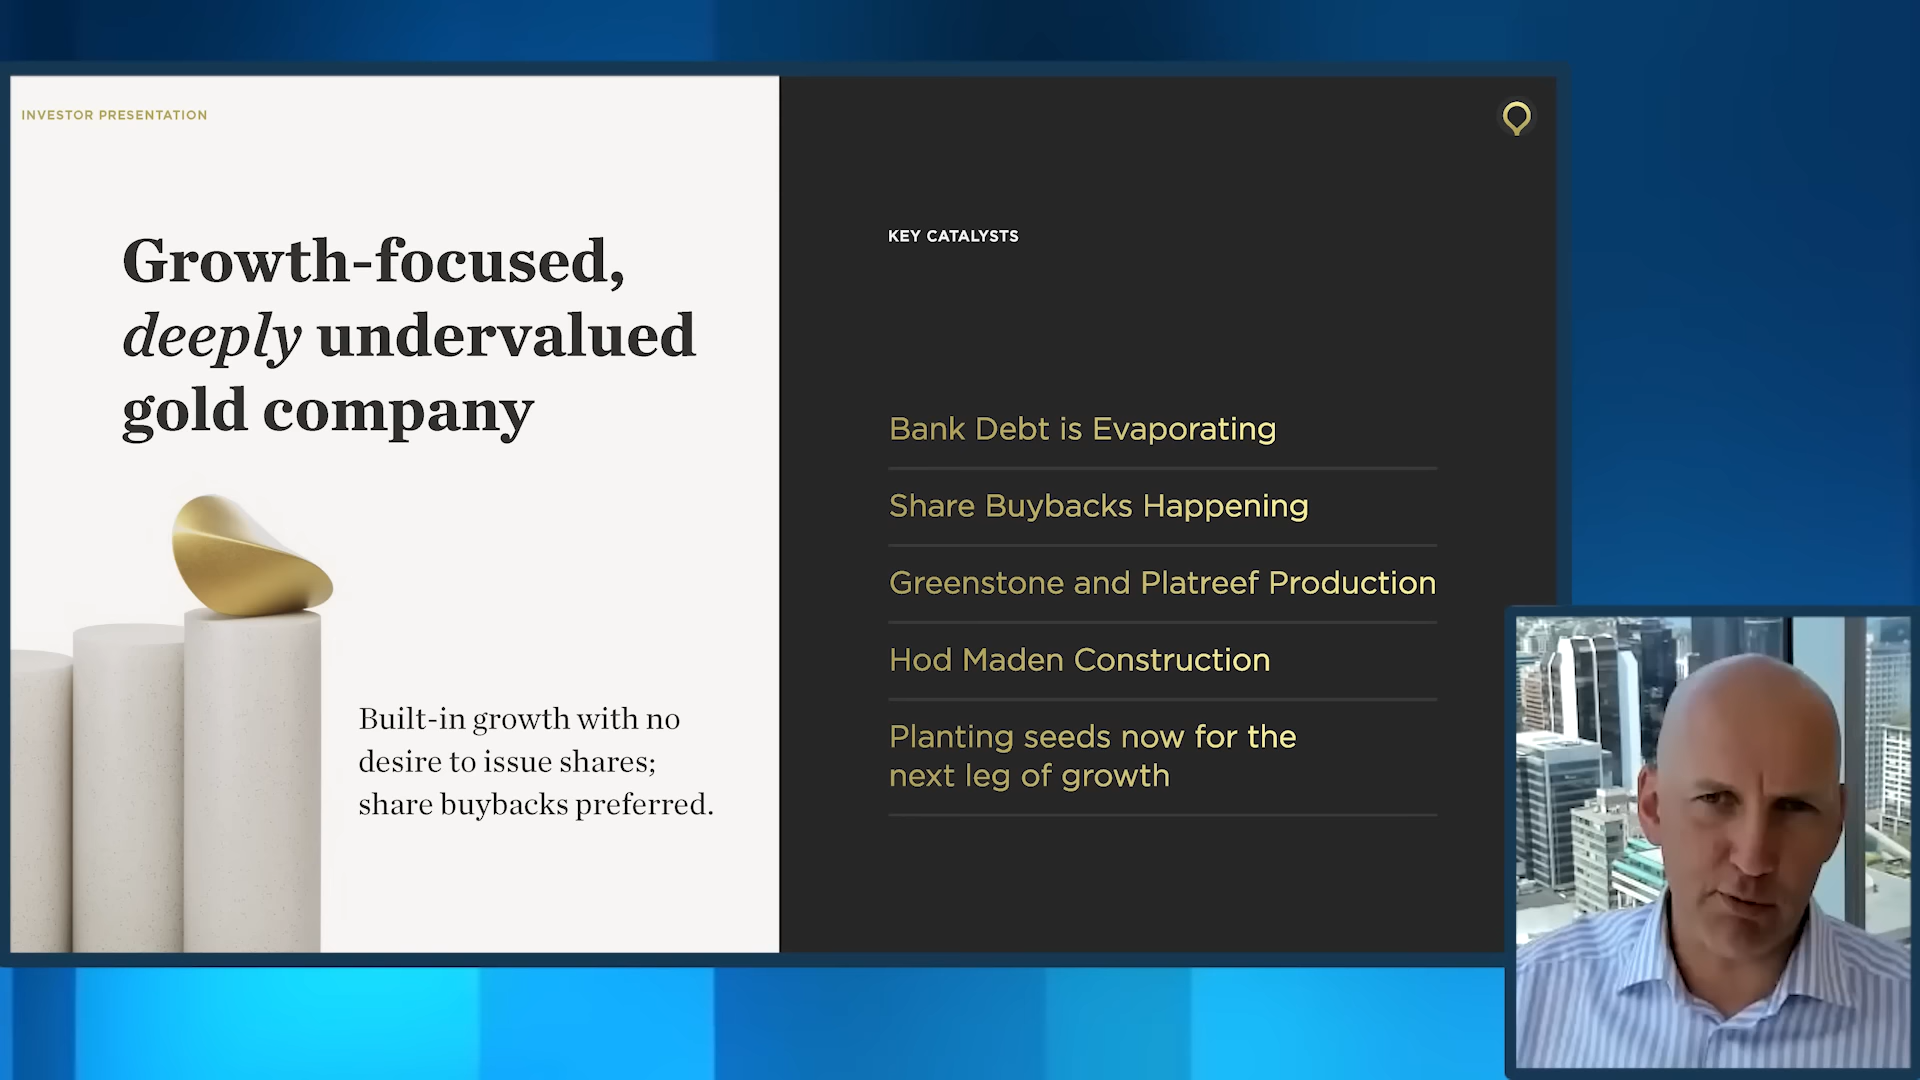 INVESTOR PRESENTATION
Growth-focused,
deeply undervalued
gold company
Built-in growth with no
desire to issue shares;
share buybacks preferred.
KEY CATALYSTS
Bank Debt is Evaporating
Share Buybacks Happening
Greenstone and Platreef Production
Hod Maden Construction
Planting seeds now for the
next leg of growth